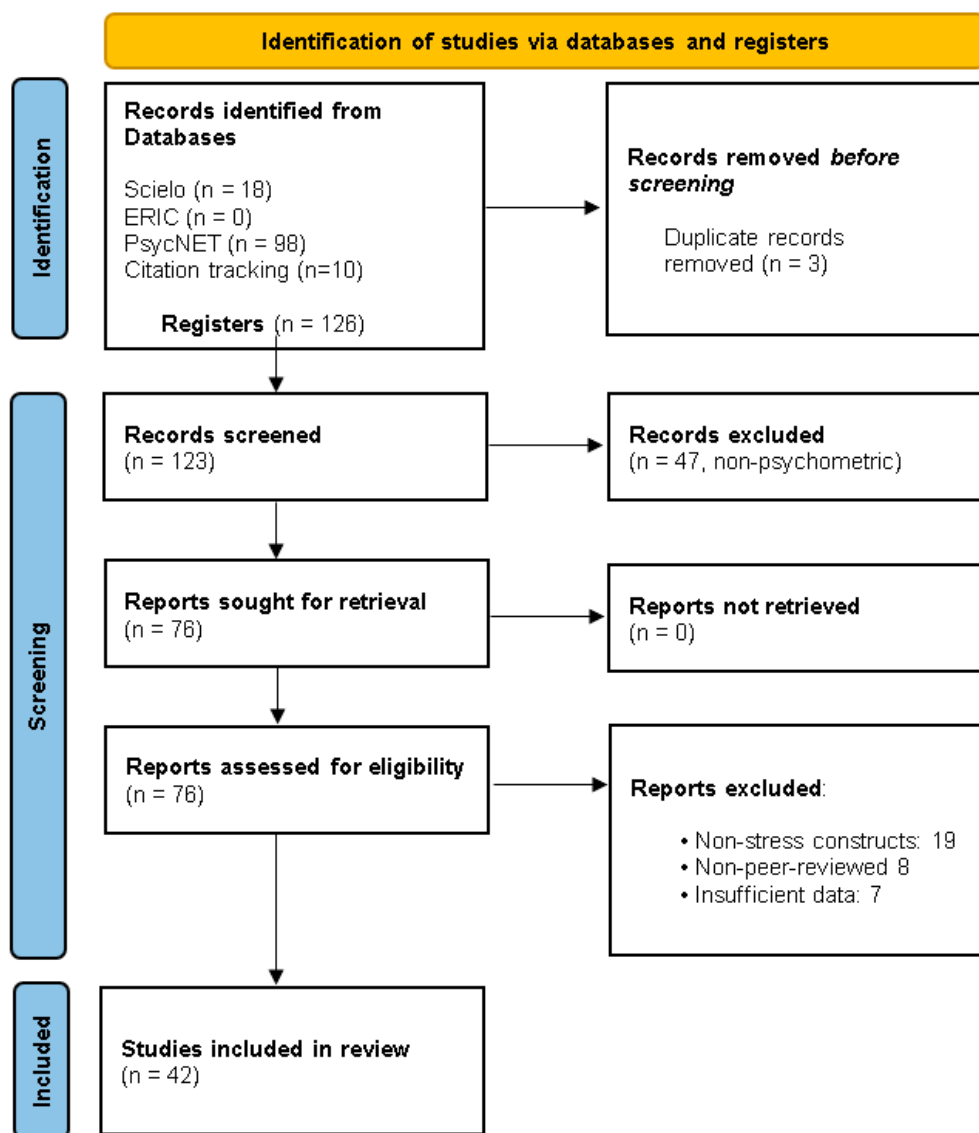 Identification of studies via databases and registers
Identification
Records identified from
Databases
Scielo (n = 18)
ERIC (n = 0)
PsycNET (n = 98)
Citation tracking (n=10)
Registers (n = 126)
Records removed before
screening
Duplicate records
removed (n = 3)
Screening
Records screened
(n = 123)
Records excluded
(n = 47, non-psychometric)
Reports sought for retrieval
(n = 76)
Reports not retrieved
(n = 0)
Reports assessed for eligibility
(n = 76)
Reports excluded:
• Non-stress constructs: 19
• Non-peer-reviewed 8
• Insufficient data: 7
Included
Studies included in review
(n = 42)